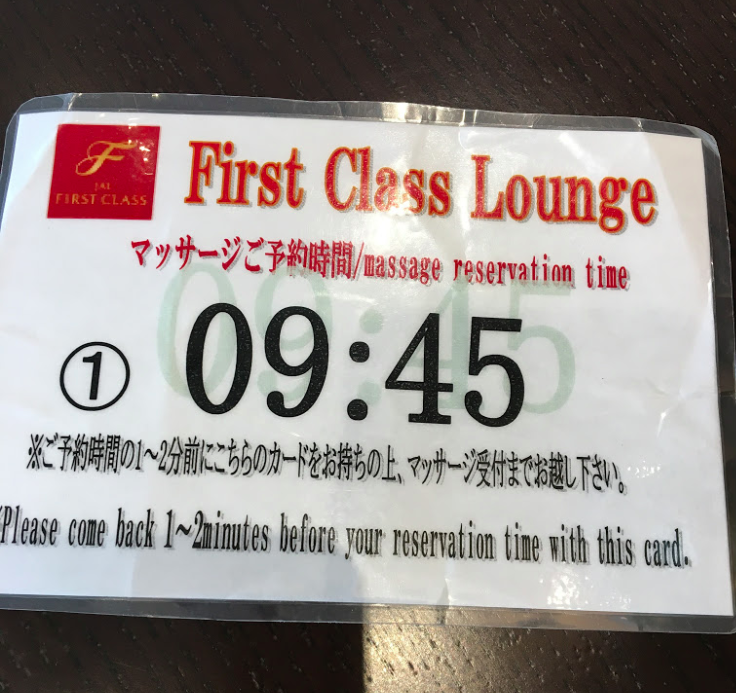 F
JAL
FIRST CLASS
First Class Lounge
マッサージご予約時間/massage reservation time
① 09:45
※ご予約時間の1～2分前にこちらのカードをお持ちの上、マッサージ受付までお越し下さい。
Please come back 1～2minutes before your reservation time with this card.